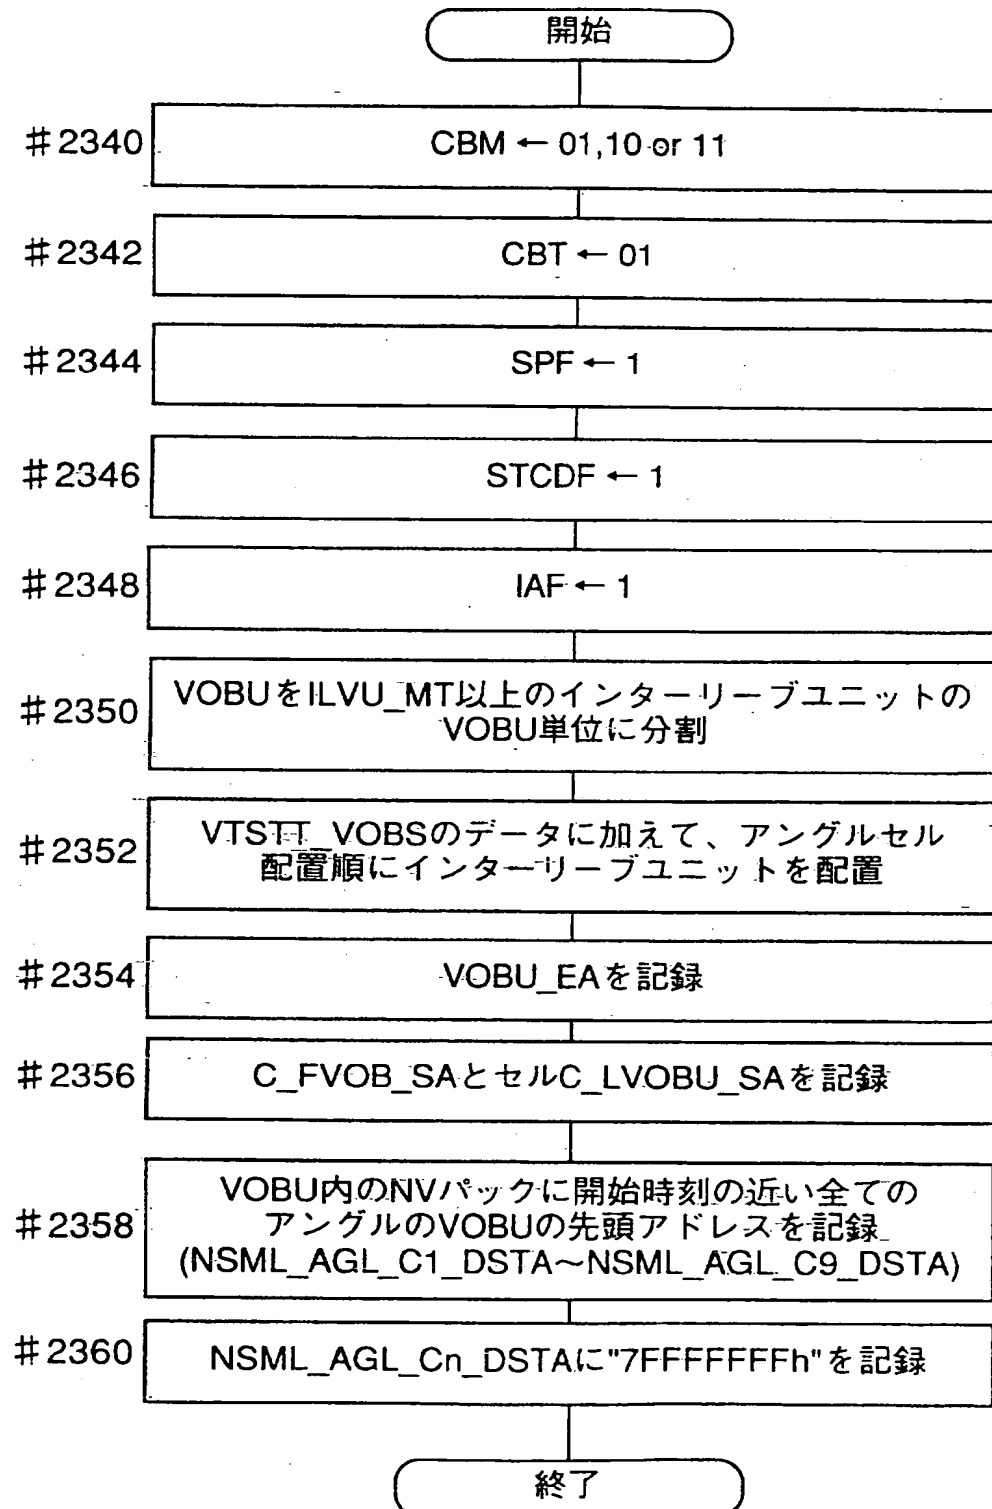 開始
#2340
CBM ← 01,10 or 11
#2342
CBT ← 01
#2344
SPF ← 1
#2346
STCDF ← 1
#2348
IAF ← 1
#2350
VOBUをILVU_MT以上のインターリーブユニットの
VOBU単位に分割
#2352
VTSTT_VOBSのデータに加えて、アングルセル
配置順にインターリーブユニットを配置
#2354
VOBU_EAを記録
#2356
C_FVOB_SAとセルC_LVOBU_SAを記録
#2358
VOBU内のNVパックに開始時刻の近い全ての
アングルのVOBUの先頭アドレスを記録
(NSML_AGL_C1_DSTA～NSML_AGL_C9_DSTA)
#2360
NSML_AGL_Cn_DSTAに"7FFFFFFFh"を記録
終了